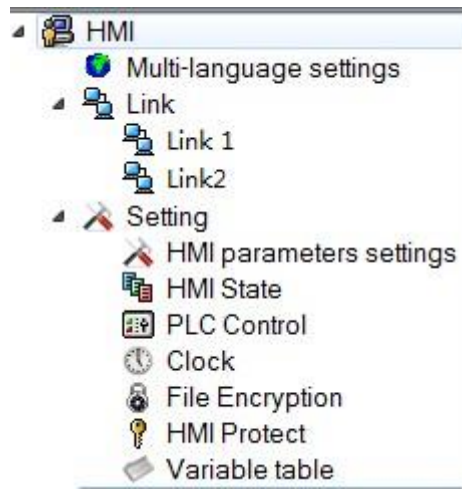 HMI
Multi-language settings
Link
Link 1
Link2
Setting
HMI parameters settings
HMI State
PLC Control
Clock
File Encryption
HMI Protect
Variable table